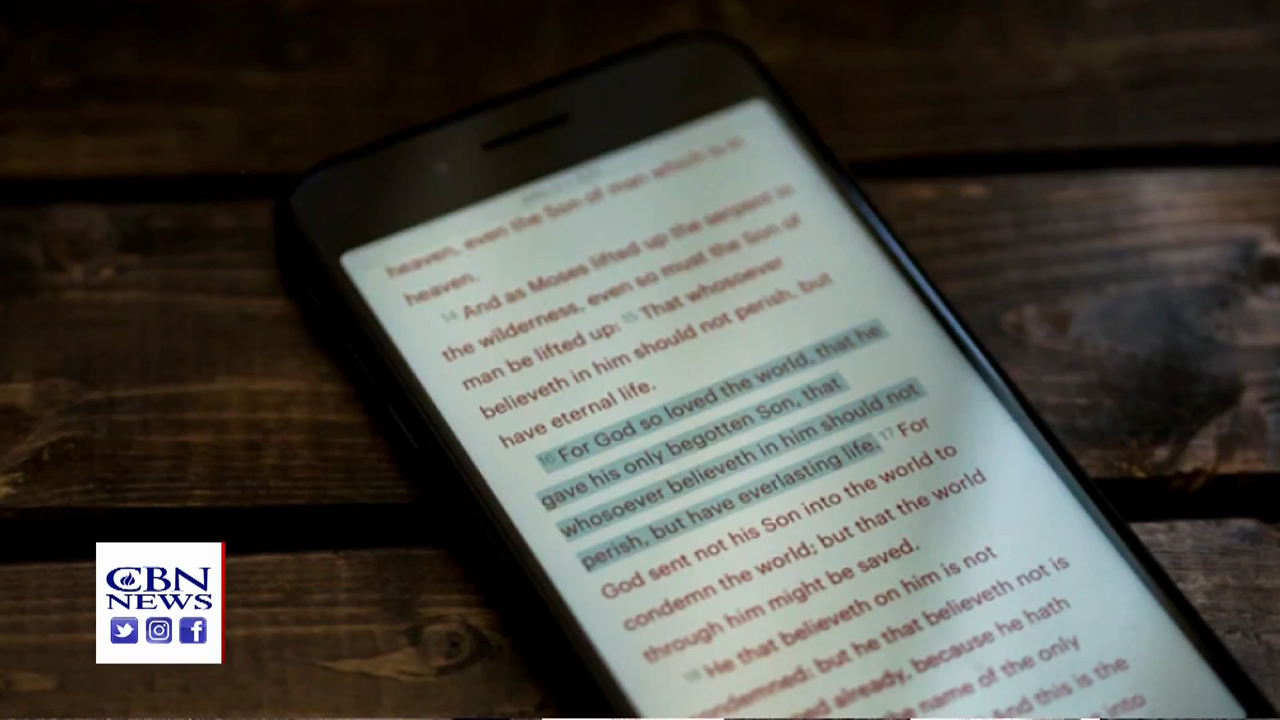 heaven, even the Son of man which is in
heaven.
14 And as Moses lifted up the serpent in
the wilderness, even so must the Son of
man be lifted up: 15 That whosoever
believeth in him should not perish, but
have eternal life.
16 For God so loved the world, that he
gave his only begotten Son, that
whosoever believeth in him should not
perish, but have everlasting life. 17 For
God sent not his Son into the world to
condemn the world; but that the world
through him might be saved.
18 He that believeth on him is not
condemned: but he that believeth not is
already, because he hath
name of the only
And this is the
into
CBN
NEWS